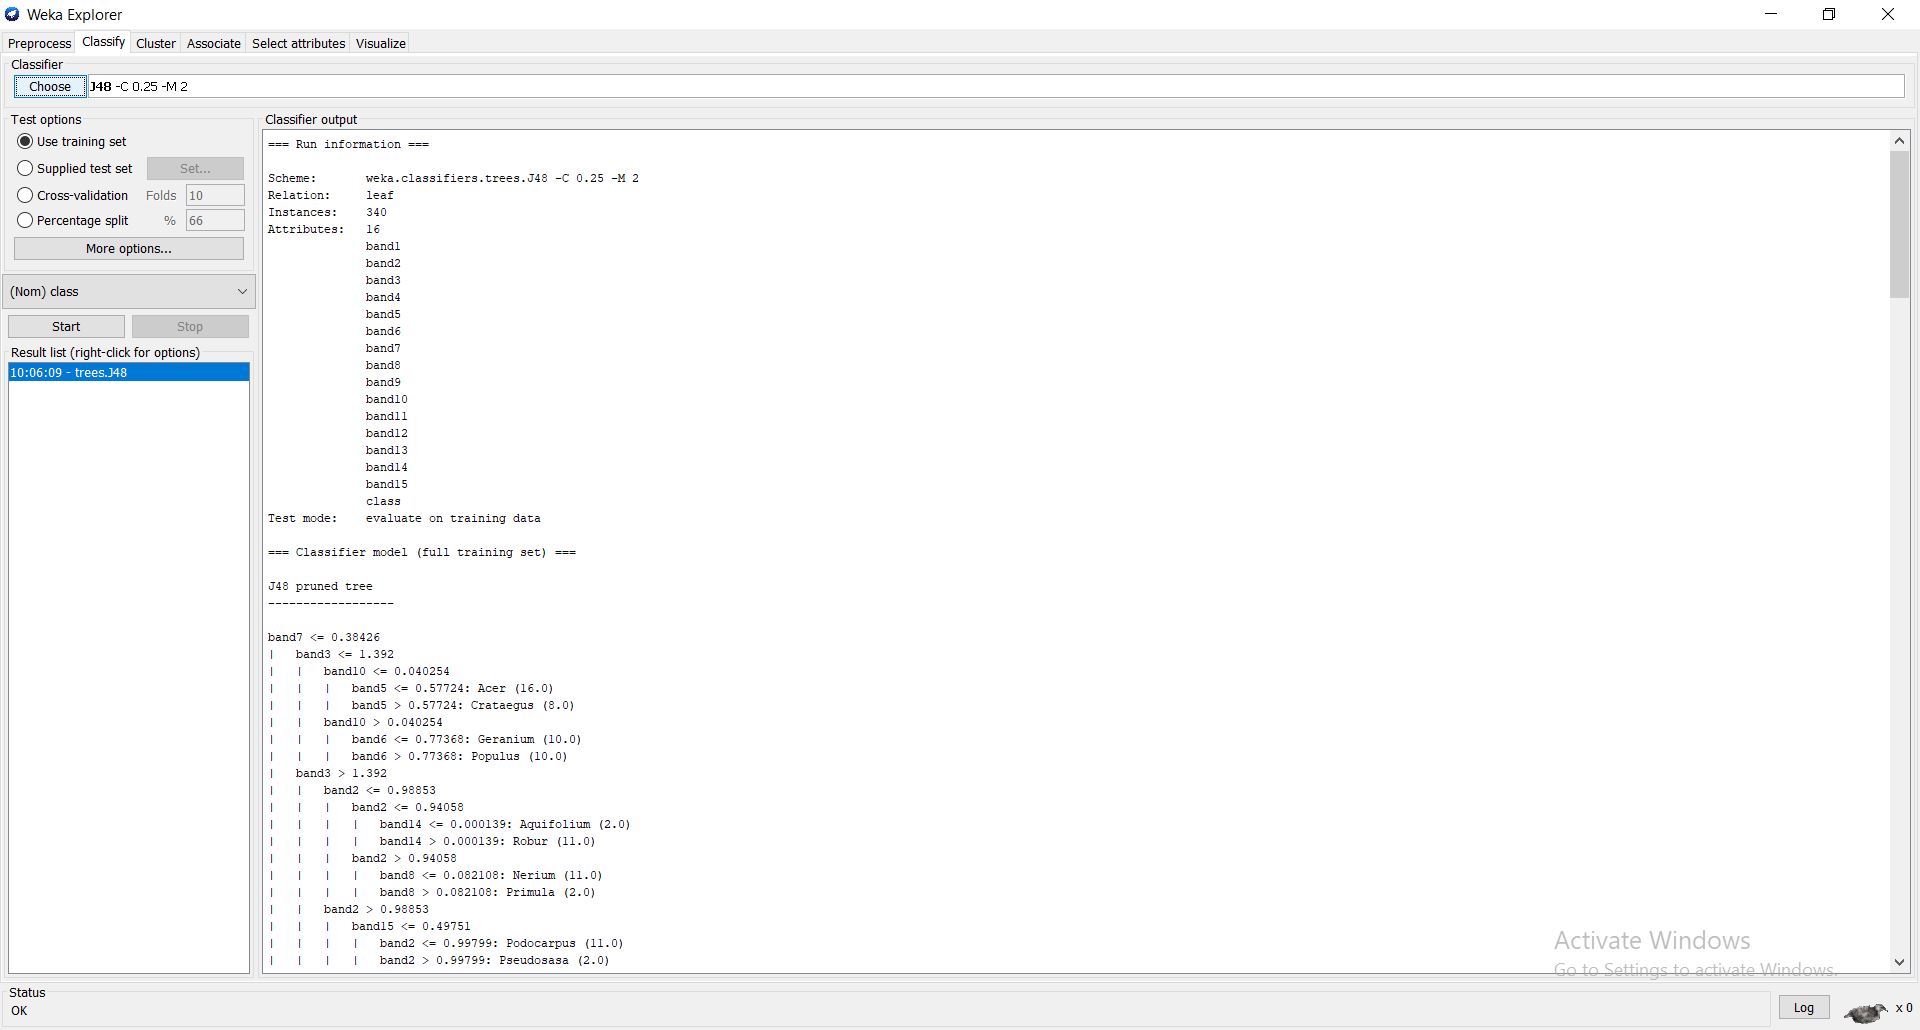 Weka Explorer
Preprocess Classify Cluster Associate Select attributes Visualize
Classifier
Choose J48 -C 0.25 -M 2
Test options
Use training set
Supplied test set Set...
Cross-validation Folds 10
Percentage split % 66
More options...
(Nom) class
Start Stop
Result list (right-click for options)
10:06:09 - trees.J48
Classifier output
=== Run information ===
Scheme: weka.classifiers.trees.J48 -C 0.25 -M 2
Relation: leaf
Instances: 340
Attributes: 16
band1
band2
band3
band4
band5
band6
band7
band8
band9
band10
band11
band12
band13
band14
band15
class
Test mode: evaluate on training data
=== Classifier model (full training set) ===
J48 pruned tree
------------------
band7 <= 0.38426
| band3 <= 1.392
| | band10 <= 0.040254
| | | band5 <= 0.57724: Acer (16.0)
| | | band5 > 0.57724: Crataegus (8.0)
| | band10 > 0.040254
| | | band6 <= 0.77368: Geranium (10.0)
| | | band6 > 0.77368: Populus (10.0)
| band3 > 1.392
| | band2 <= 0.98853
| | | band2 <= 0.94058
| | | | band14 <= 0.000139: Aquifolium (2.0)
| | | | band14 > 0.000139: Robur (11.0)
| | | band2 > 0.94058
| | | | band8 <= 0.082108: Nerium (11.0)
| | | | band8 > 0.082108: Primula (2.0)
| | band2 > 0.98853
| | | band15 <= 0.49751
| | | | band2 <= 0.99799: Podocarpus (11.0)
| | | | band2 > 0.99799: Pseudosasa (2.0)
Activate Windows
Go to Settings to activate Windows.
Status
OK
Log x 0